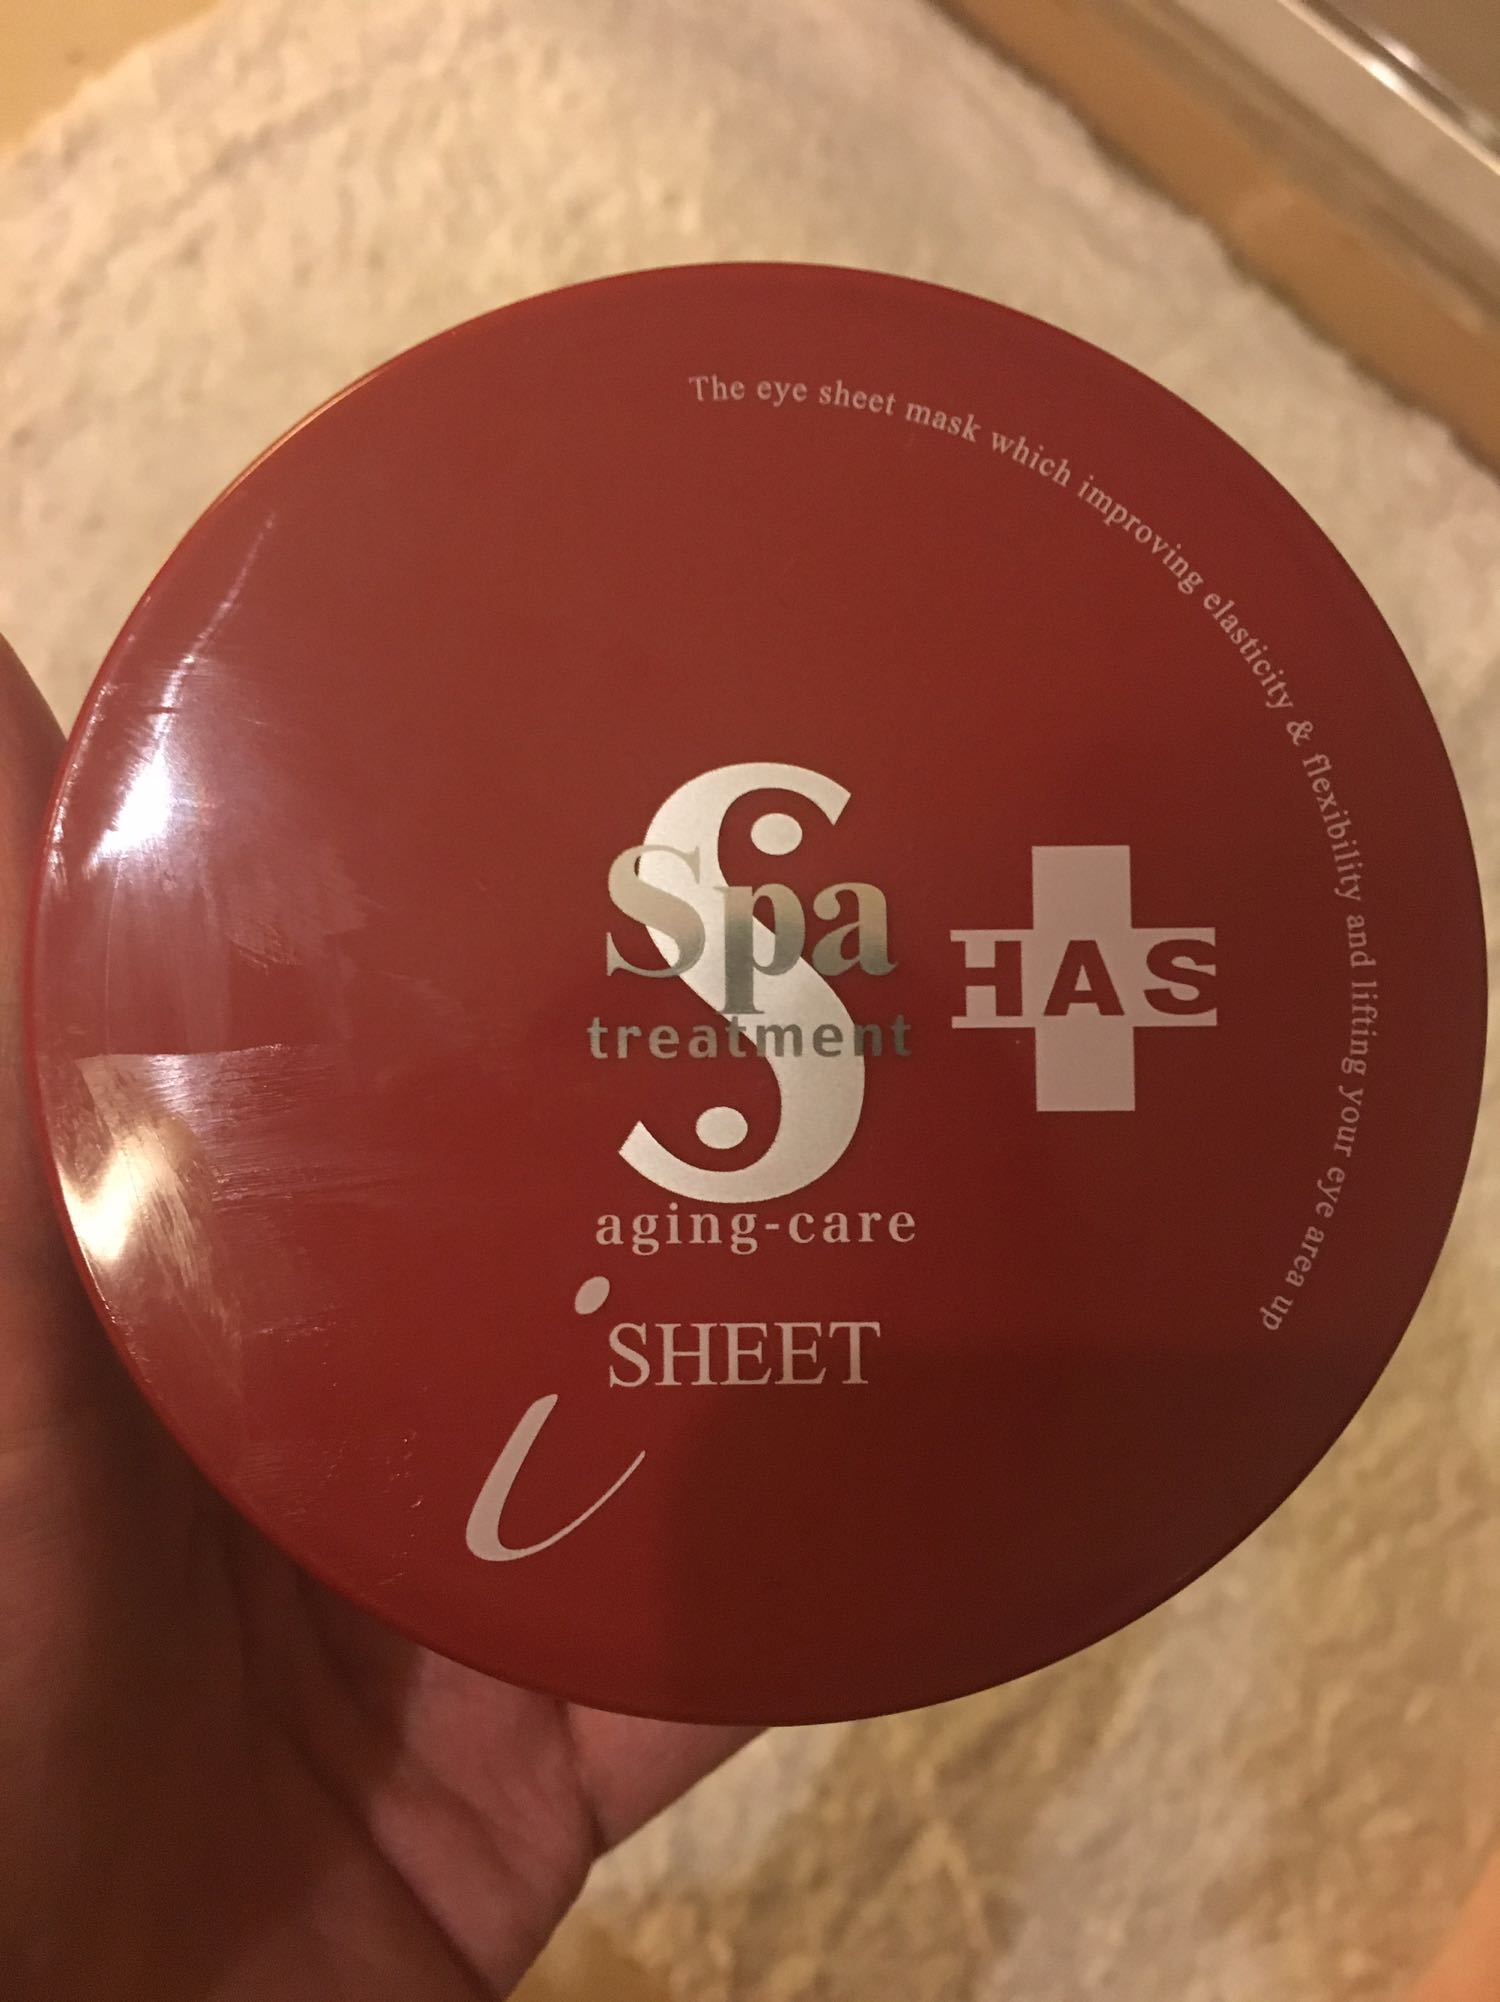 The eye sheet mask which improving elasticity & flexibility and lifting your eye area up
S
Spa
treatment
HAS
aging-care
i SHEET